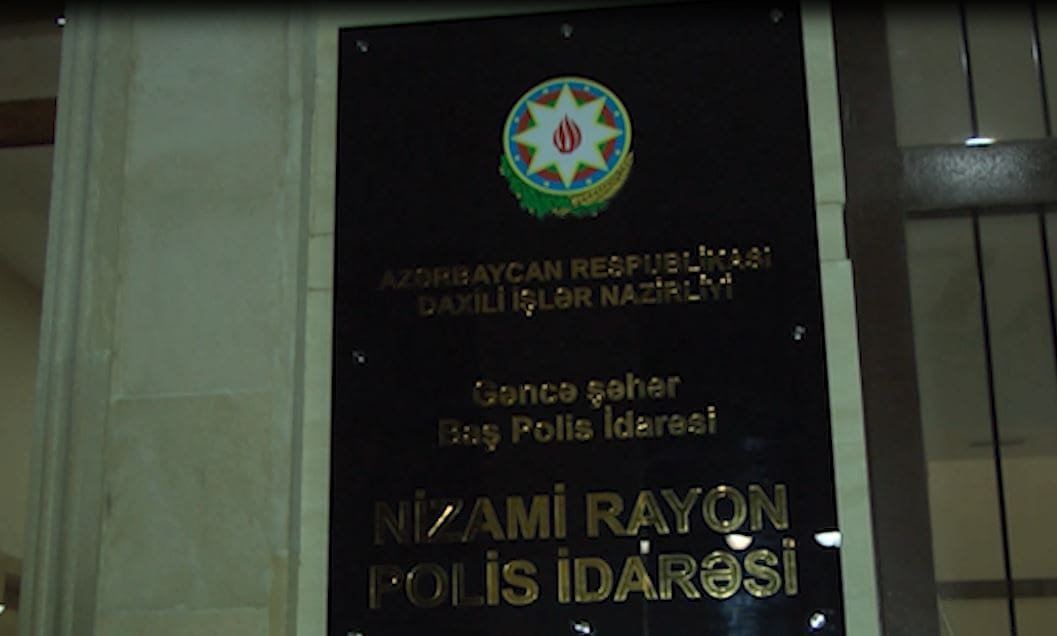 AZƏRBAYCAN RESPUBLİKASI
DAXİLİ İŞLƏR NAZİRLİYİ
Gəncə şəhər
Baş Polis İdarəsi
NİZAMİ RAYON
POLİS İDARƏSİ